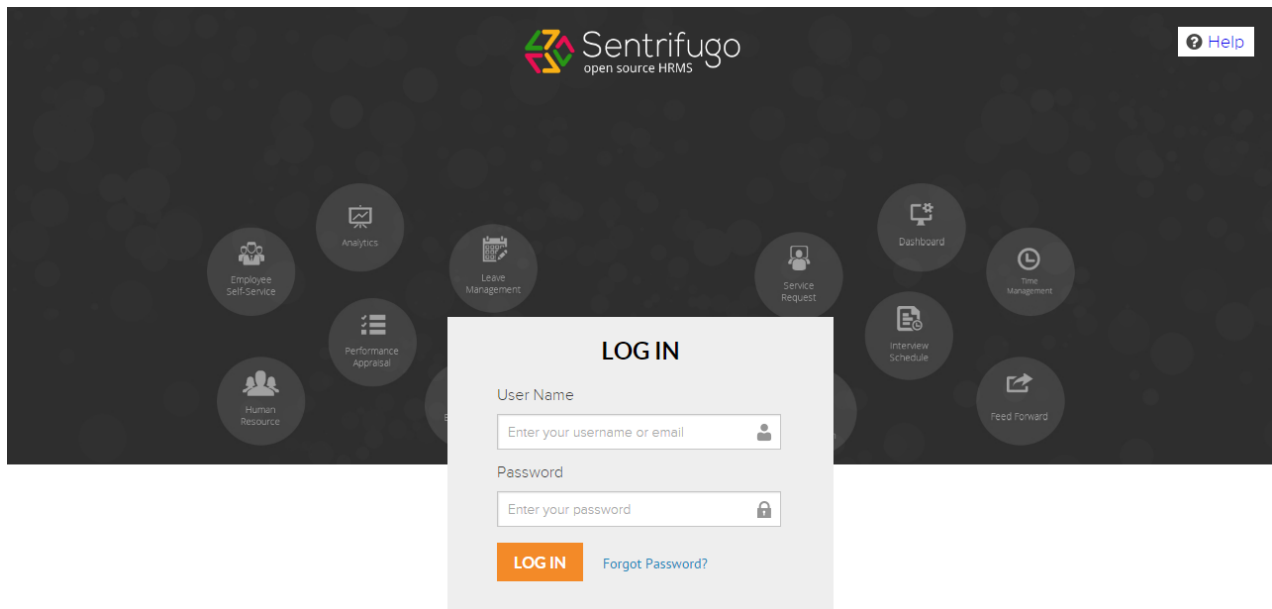 Sentrifugo
open source HRMS
Help
Analytics
Employee
Self-Service
Leave
Management
Service
Request
Dashboard
Time
Management
Performance
Appraisal
Interview
Schedule
Human
Resource
Feed Forward
LOG IN
User Name
Enter your username or email
Password
Enter your password
LOG IN
Forgot Password?